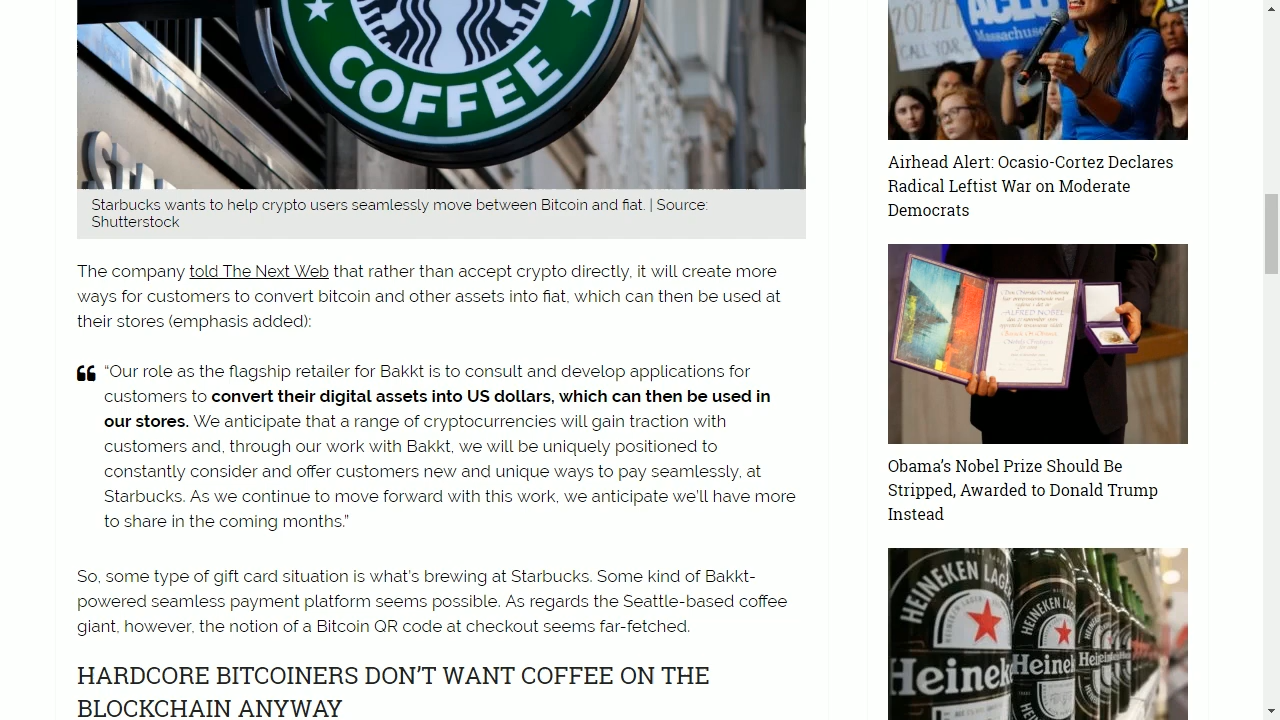 COFFEE
Starbucks wants to help crypto users seamlessly move between Bitcoin and fiat. | Source:
Shutterstock
The company told The Next Web that rather than accept crypto directly, it will create more
ways for customers to convert bitcoin and other assets into fiat, which can then be used at
their stores (emphasis added):
“Our role as the flagship retailer for Bakkt is to consult and develop applications for
customers to convert their digital assets into US dollars, which can then be used in
our stores. We anticipate that a range of cryptocurrencies will gain traction with
customers and, through our work with Bakkt, we will be uniquely positioned to
constantly consider and offer customers new and unique ways to pay seamlessly, at
Starbucks. As we continue to move forward with this work, we anticipate we’ll have more
to share in the coming months.”
So, some type of gift card situation is what’s brewing at Starbucks. Some kind of Bakkt-
powered seamless payment platform seems possible. As regards the Seattle-based coffee
giant, however, the notion of a Bitcoin QR code at checkout seems far-fetched.
HARDCORE BITCOINERS DON’T WANT COFFEE ON THE
BLOCKCHAIN ANYWAY
ACLU
Massachusetts
CALL YOUR
Airhead Alert: Ocasio-Cortez Declares
Radical Leftist War on Moderate
Democrats
ALFRED NOBEL
Obama’s Nobel Prize Should Be
Stripped, Awarded to Donald Trump
Instead
HEINEKEN LAGER
Heineken